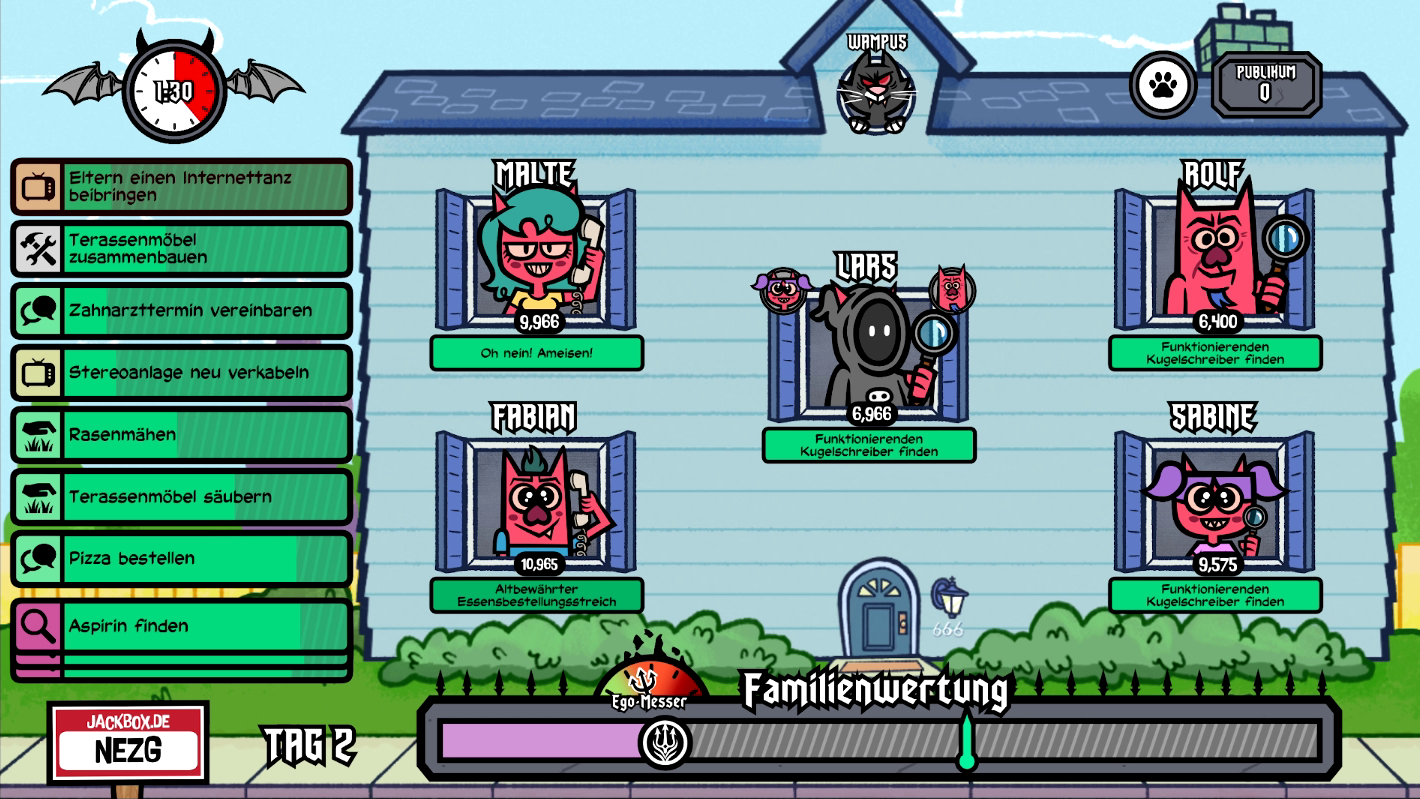 1:30
WAMPUS
PUBLIKUM
0
Eltern einen Internettanz
beibringen
Terassenmöbel
zusammenbauen
Zahnarzttermin vereinbaren
Stereoanlage neu verkabeln
Rasenmähen
Terassenmöbel säubern
Pizza bestellen
Aspirin finden
MALTE
9,966
Oh nein! Ameisen!
FABIAN
10,965
Altbewährter
Essensbestellungsstreich
LARS
6,966
Funktionierenden
Kugelschreiber finden
ROLF
6,400
Funktionierenden
Kugelschreiber finden
SABINE
9,575
Funktionierenden
Kugelschreiber finden
666
JACKBOX.DE
NEZG
TAG 2
Ego-Messer
Familienwertung